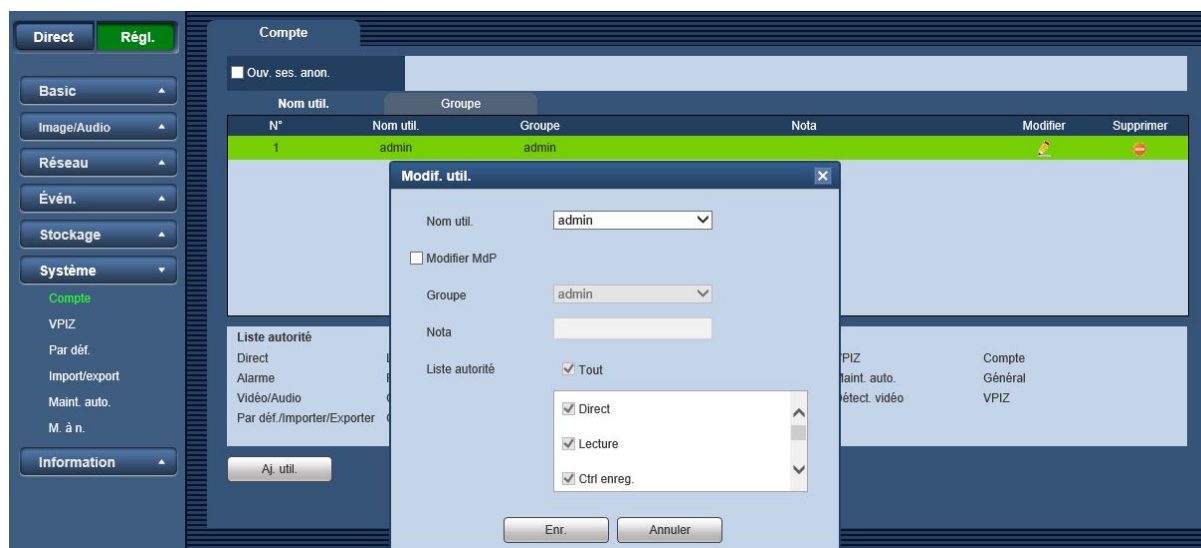 Direct Régl.
Compte
Ouv. ses. anon.
Basic
Nom util. Groupe
Image/Audio
N° Nom util. Groupe Nota Modifier Supprimer
1 admin admin
Réseau
Modif. util.
Évén.
Nom util. admin
Stockage
Modifier MdP
Système
Compte
Groupe admin
VPIZ
Nota
Par déf.
Liste autorité
Direct
VPIZ Compte
Liste autorité Tout
Import/export
Alarme
Maint. auto. Général
Maint. auto.
Vidéo/Audio
Détect. vidéo VPIZ
Direct
M. à n.
Par déf./Importer/Exporter
Lecture
Information
Aj. util.
Ctrl enreg.
Enr. Annuler